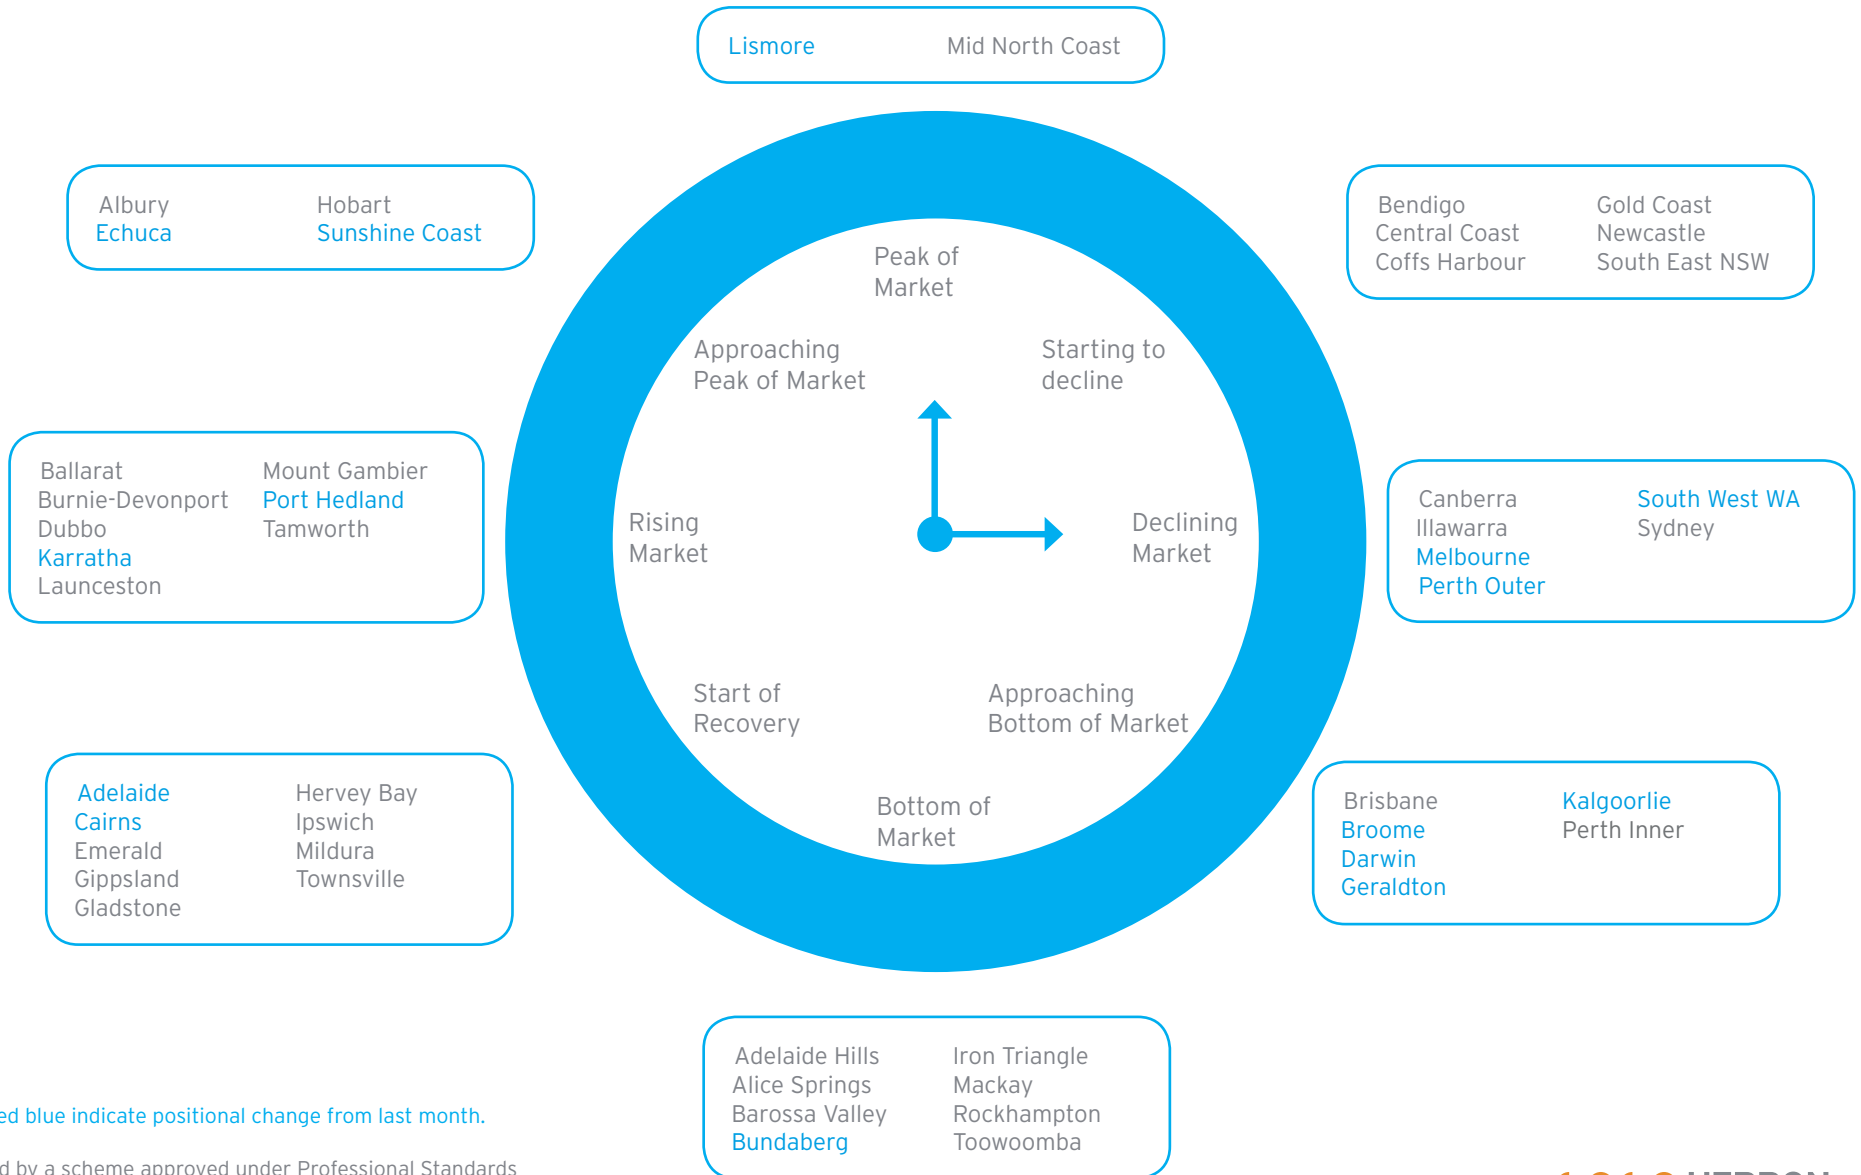 Lismore
Mid North Coast
Albury
Echuca
Hobart
Sunshine Coast
Bendigo
Central Coast
Coffs Harbour
Gold Coast
Newcastle
South East NSW
Peak of
Market
Approaching
Peak of Market
Starting to
decline
Ballarat
Burnie-Devonport
Dubbo
Karratha
Launceston
Mount Gambier
Port Hedland
Tamworth
Rising
Market
Declining
Market
Canberra
Illawarra
Melbourne
Perth Outer
South West WA
Sydney
Start of
Recovery
Approaching
Bottom of Market
Adelaide
Cairns
Emerald
Gippsland
Gladstone
Hervey Bay
Ipswich
Mildura
Townsville
Bottom of
Market
Brisbane
Broome
Darwin
Geraldton
Kalgoorlie
Perth Inner
Adelaide Hills
Alice Springs
Barossa Valley
Bundaberg
Iron Triangle
Mackay
Rockhampton
Toowoomba
blue indicate positional change from last month.
by a scheme approved under Professional Standards